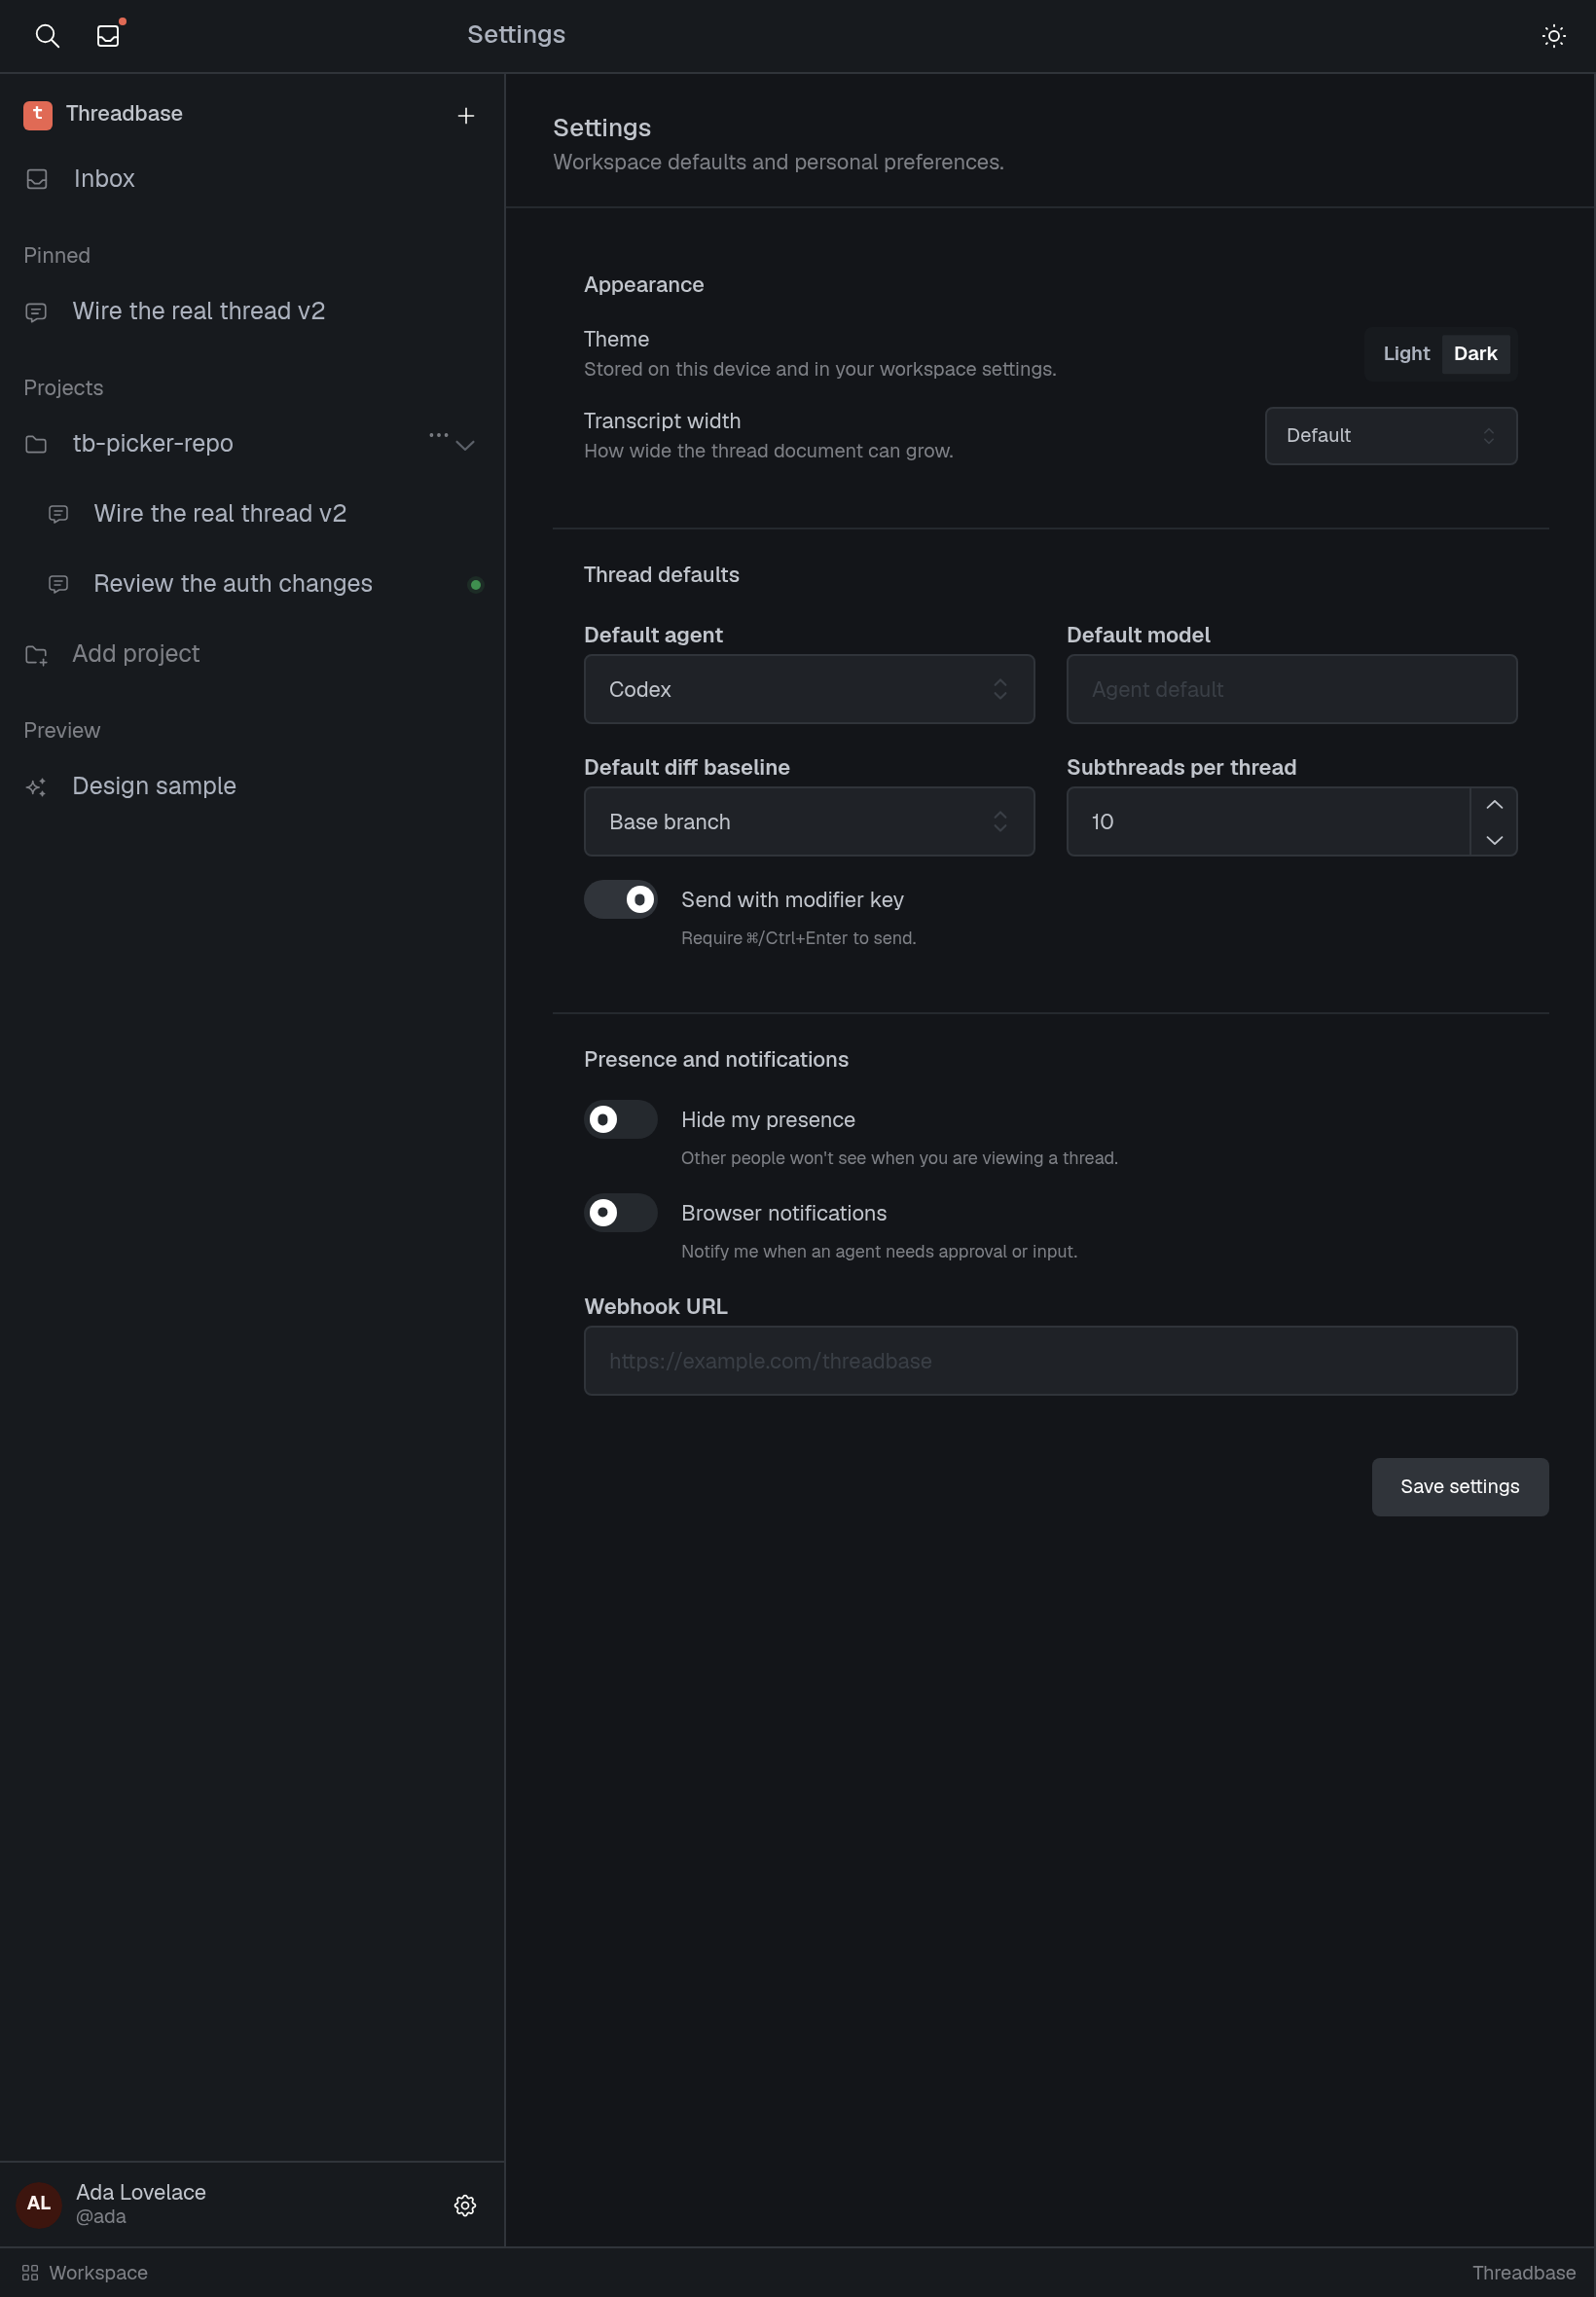 Settings
t Threadbase
Inbox
Pinned
Wire the real thread v2
Projects
tb-picker-repo
Wire the real thread v2
Review the auth changes
Add project
Preview
Design sample
Settings
Workspace defaults and personal preferences.
Appearance
Theme
Stored on this device and in your workspace settings.
Light Dark
Transcript width
How wide the thread document can grow.
Default
Thread defaults
Default agent
Codex
Default model
Agent default
Default diff baseline
Base branch
Subthreads per thread
10
Send with modifier key
Require ⌘/Ctrl+Enter to send.
Presence and notifications
Hide my presence
Other people won't see when you are viewing a thread.
Browser notifications
Notify me when an agent needs approval or input.
Webhook URL
https://example.com/threadbase
Save settings
AL
Ada Lovelace
@ada
Workspace
Threadbase